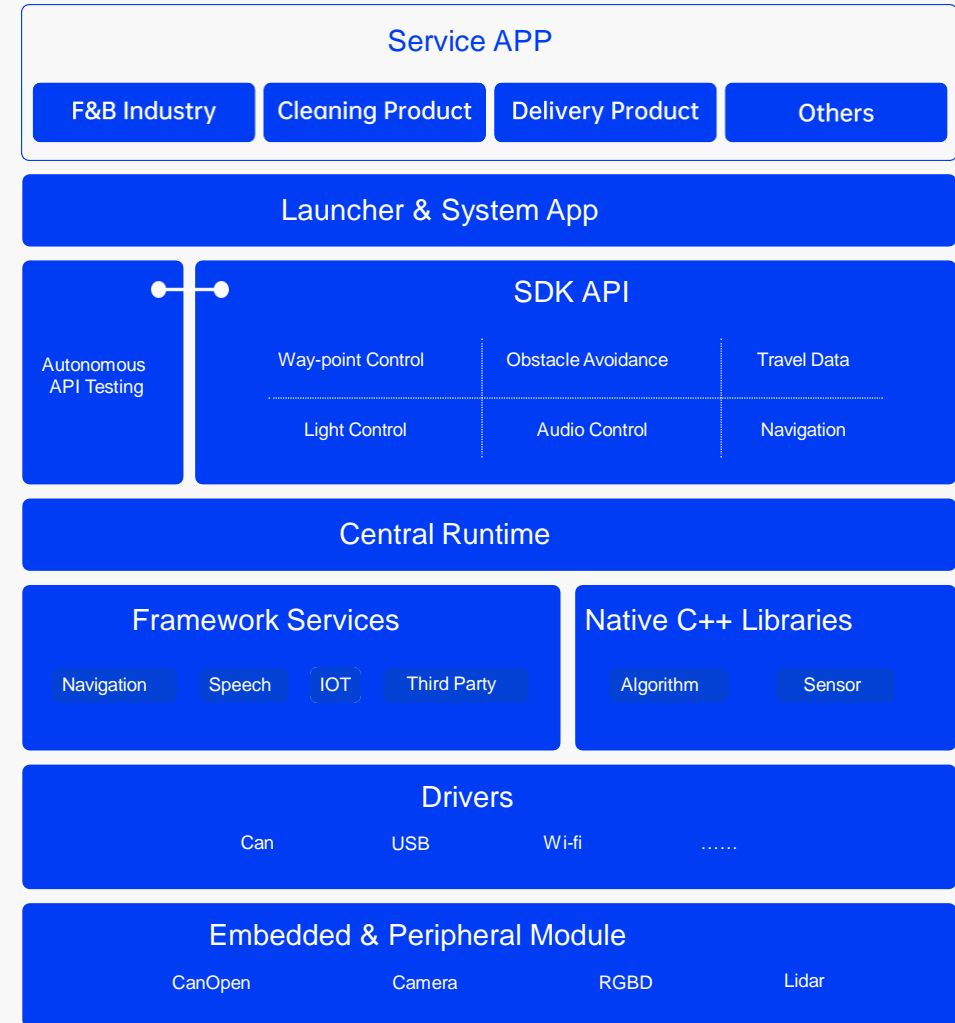 Service APP
F&B Industry
Cleaning Product
Delivery Product
Others
Launcher & System App
Autonomous
API Testing
SDK API
Way-point Control
Obstacle Avoidance
Travel Data
Light Control
Audio Control
Navigation
Central Runtime
Framework Services
Navigation
Speech
IOT
Third Party
Native C++ Libraries
Algorithm
Sensor
Drivers
Can
USB
Wi-fi
……
Embedded & Peripheral Module
CanOpen
Camera
RGBD
Lidar